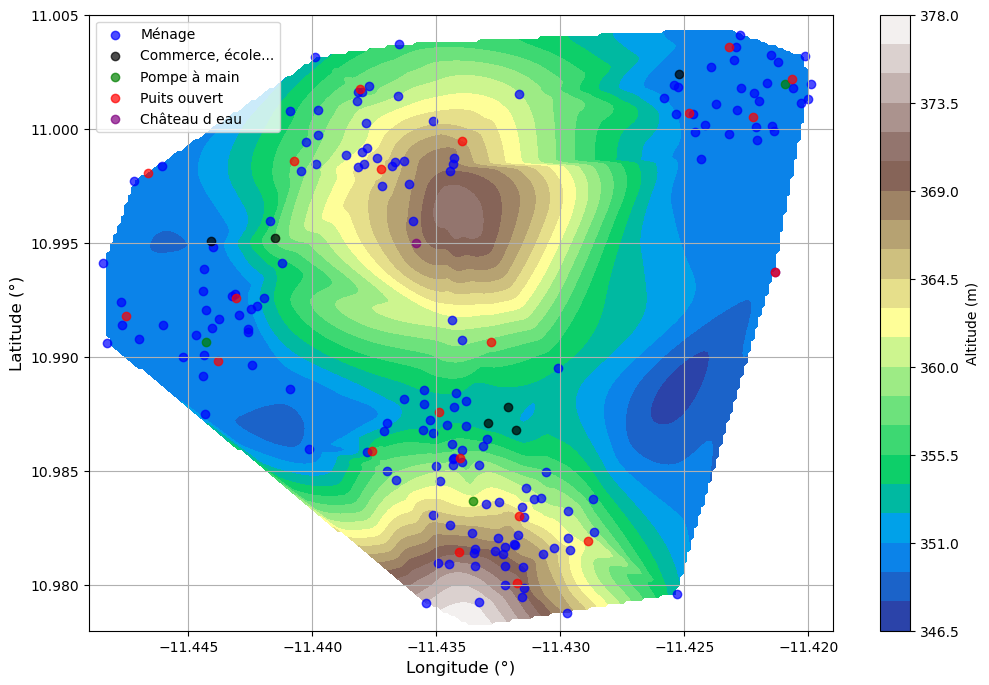 11.005
11.000
10.995
10.990
10.985
10.980
Latitude (°)
Ménage
Commerce, école...
Pompe à main
Puits ouvert
Château d eau
−11.445
−11.440
−11.435
−11.430
−11.425
−11.420
Longitude (°)
378.0
373.5
369.0
364.5
360.0
355.5
351.0
346.5
Altitude (m)